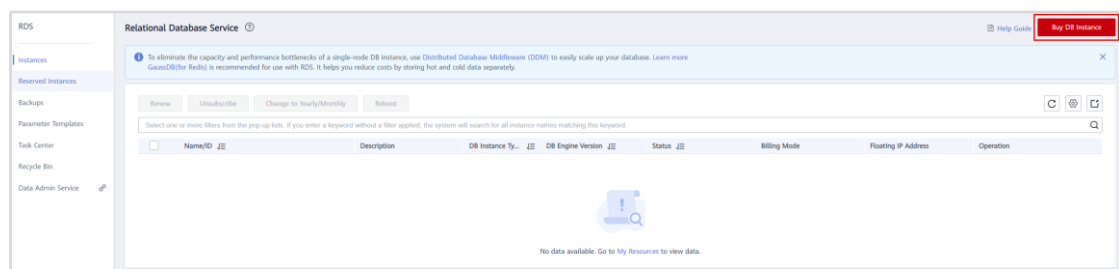 RDS
Relational Database Service
Help Guide
Buy DB Instance
Instances
Reserved Instances
Backups
Parameter Templates
Task Center
Recycle Bin
Data Admin Service
To eliminate the capacity and performance bottlenecks of a single-node DB instance, use Distributed Database Middleware (DDM) to easily scale up your database. Learn more
GaussDB(for Redis) is recommended for use with RDS. It helps you reduce costs by storing hot and cold data separately.
Renew Unsubscribe Change to Yearly/Monthly Reboot
Select one or more filters from the pop-up lists. If you enter a keyword without a filter applied, the system will search for all instance names matching this keyword.
Name/ID Description DB Instance Ty... DB Engine Version Status Billing Mode Floating IP Address Operation
No data available. Go to My Resources to view data.